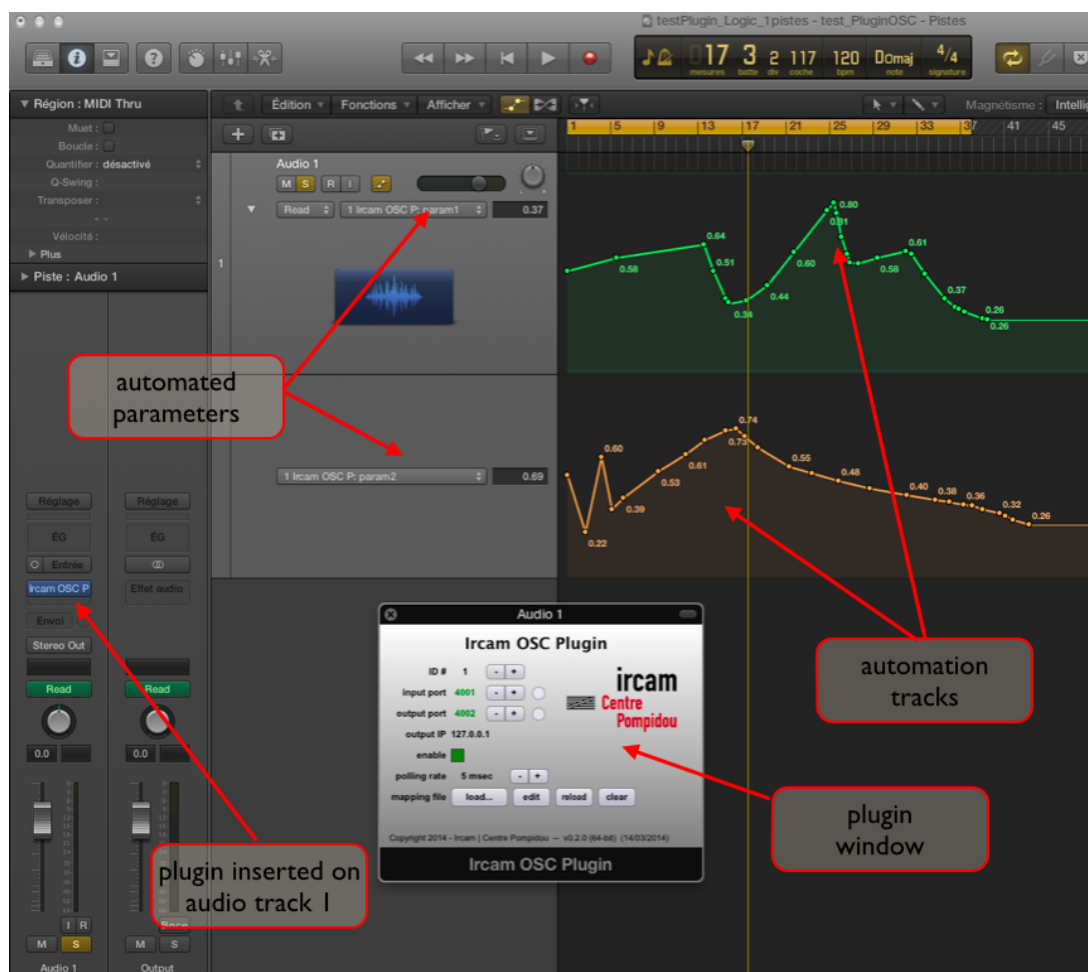 testPlugin_Logic_1pistes - test_PluginOSC - Pistes
17 3 2 117 120 Domaj 4/4
mesures batte div coche bpm note signature
Région : MIDI Thru
Muet :
Boucle :
Quantifier : désactivé
Q-Swing :
Transposer :
Vélocité :
Plus
Piste : Audio 1
Édition Fonctions Afficher
Magnétisme : Intellig
1 5 9 13 17 21 25 29 33 37 41 45
Audio 1
M S R I
Read 1 Ircam OSC P: param1 0.37
1
0.58
0.64
0.51
0.34
0.44
0.60
0.80
0.81
0.58
0.61
0.37
0.26
0.26
automated
parameters
1 Ircam OSC P: param2 0.69
0.22
0.60
0.39
0.53
0.61
0.73
0.74
0.55
0.48
0.40
0.38
0.36
0.32
0.26
Réglage Réglage
ÉG ÉG
Entrée
Ircam OSC P Effet audio
Envoi
Stereo Out
Read Read
0.0 0.0
I R Bnce
M S M S
Audio 1 Output
plugin inserted on
audio track 1
automation
tracks
plugin
window
Audio 1
Ircam OSC Plugin
ID # 1 - +
input port 4001 - +
output port 4002 - +
output IP 127.0.0.1
enable
polling rate 5 msec - +
mapping file load... edit reload clear
ircam
Centre
Pompidou
Copyright 2014 - Ircam | Centre Pompidou -- v0.2.0 (64-bit) (14/03/2014)
Ircam OSC Plugin